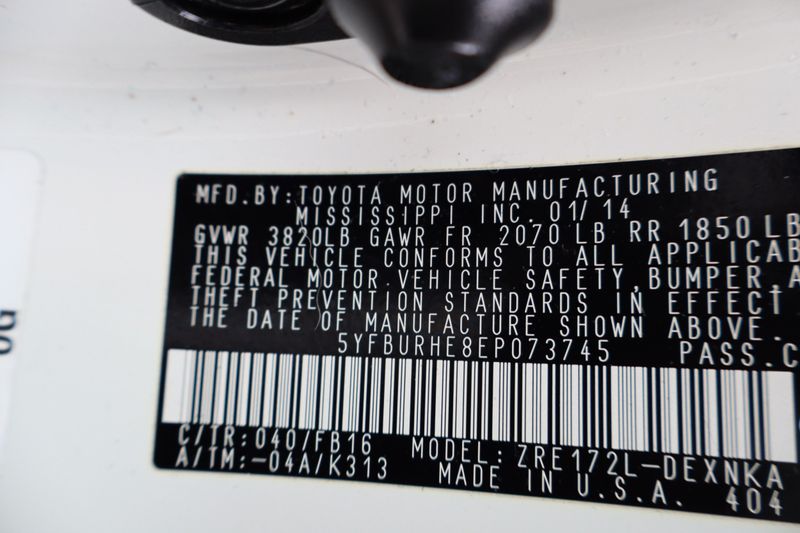 MFD.BY:TOYOTA MOTOR MANUFACTURING
MISSISSIPPI INC. 01/14
GVWR 3820LB GAWR FR 2070 LB RR 1850 LB
THIS VEHICLE CONFORMS TO ALL APPLICAB
FEDERAL MOTOR VEHICLE SAFETY,BUMPER,A
THEFT PREVENTION STANDARDS IN EFFECT
THE DATE OF MANUFACTURE SHOWN ABOVE.
5YFBURHE8EP073745 PASS.C
C/TR:040/FB16 MODEL:ZRE172L-DEXNKA
A/TM:-04A/K313 MADE IN U.S.A. 404